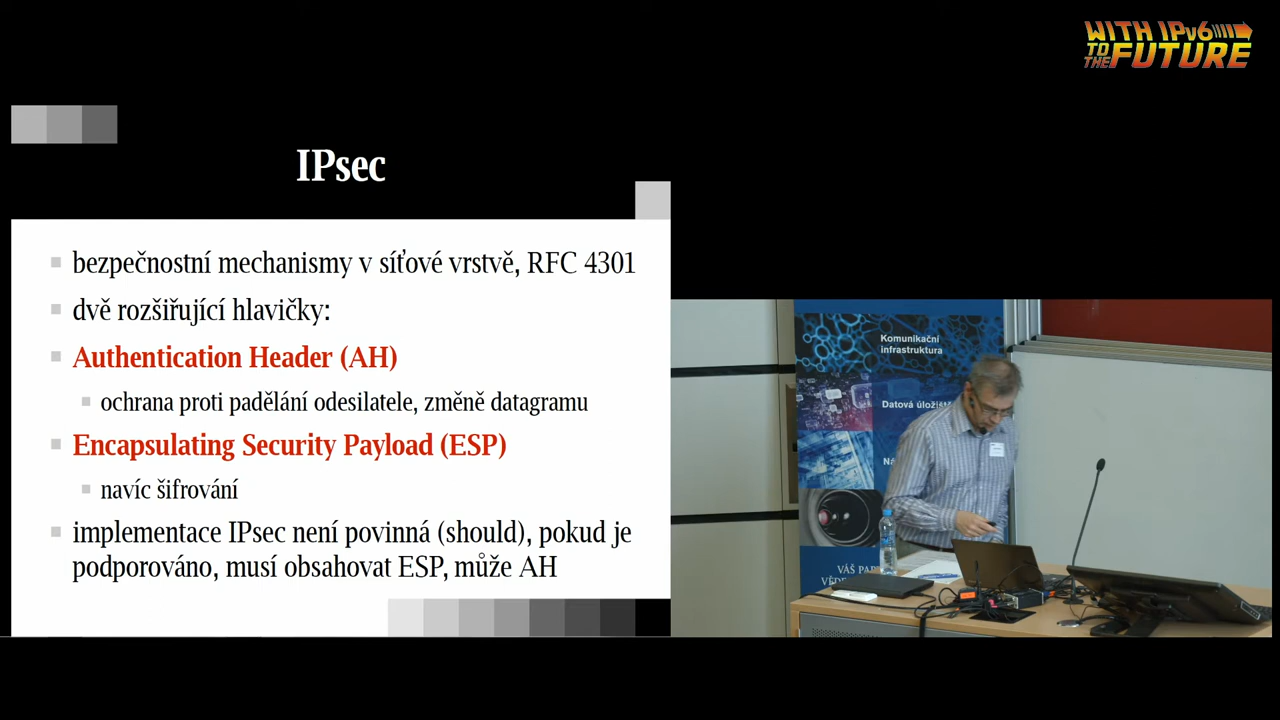 WITH IPv6
TO THE FUTURE
IPsec
bezpečnostní mechanismy v síťové vrstvě, RFC 4301
dvě rozšiřující hlavičky:
Authentication Header (AH)
ochrana proti padělání odesilatele, změně datagramu
Encapsulating Security Payload (ESP)
navíc šifrování
implementace IPsec není povinná (should), pokud je
podporováno, musí obsahovat ESP, může AH
Komunikační
infrastruktura
Datová úložiště
VÁŠ